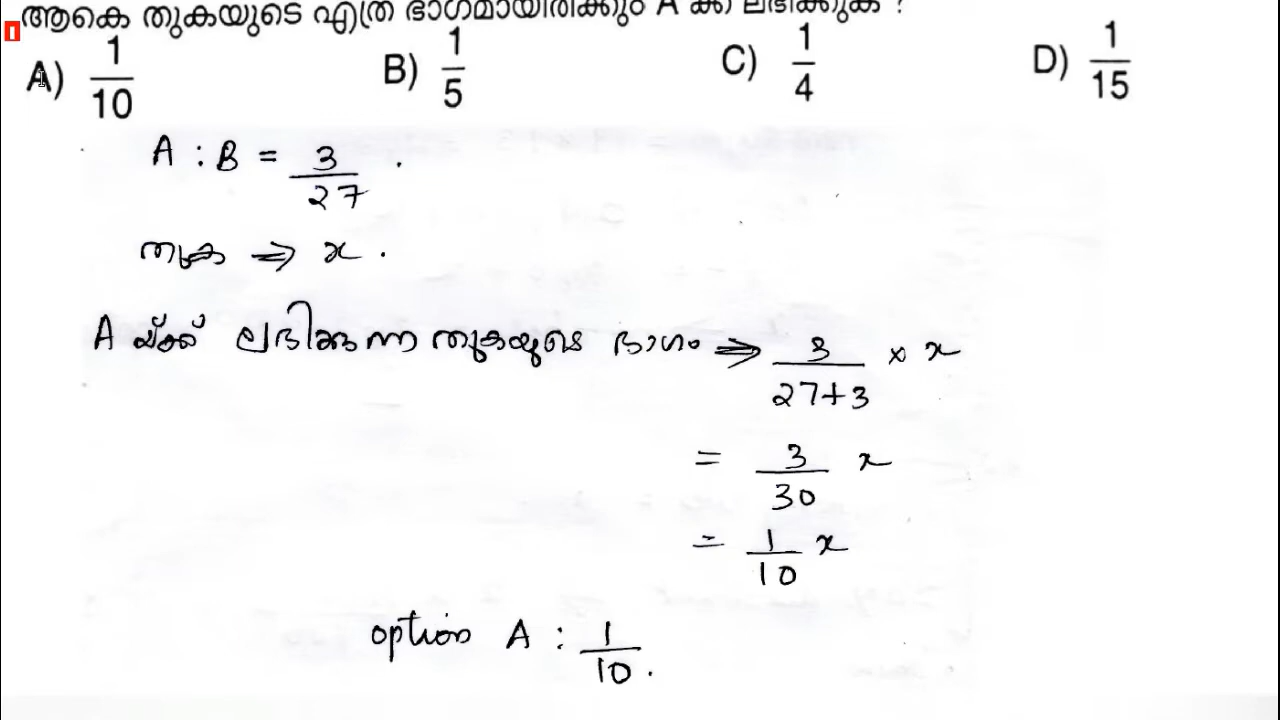 ആകെ തുകയുടെ എത്ര ഭാഗമായിരിക്കും A ക്ക് ലഭിക്കുക ?
A) 1/10 B) 1/5 C) 1/4 D) 1/15
A : B = 3/27 .
തുക ⇒ x .
A യ്ക്ക് ലഭിക്കുന്ന തുകയുടെ ഭാഗം ⇒ 3/27+3 × x
= 3/30 x
= 1/10 x
option A : 1/10 .